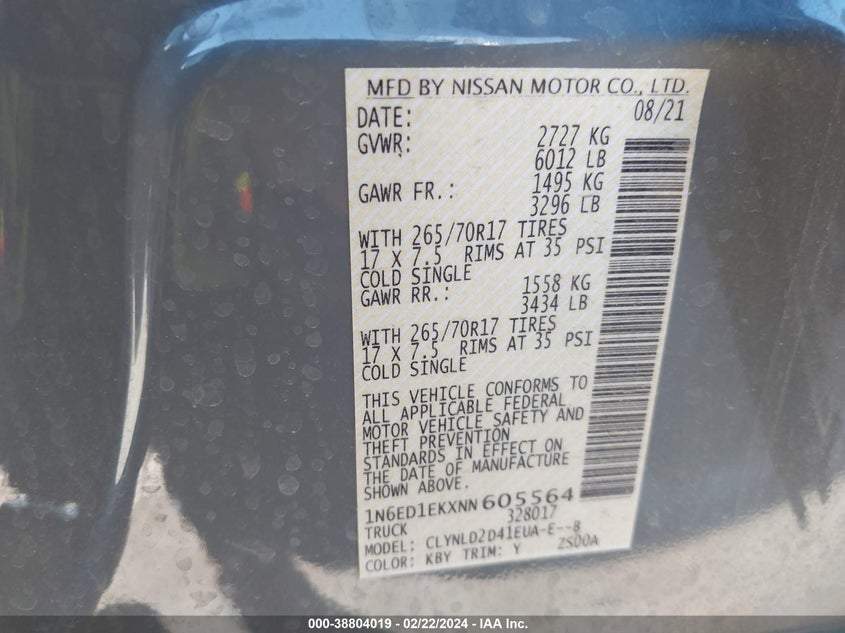 MFD BY NISSAN MOTOR CO., LTD.
DATE: 08/21
GVWR: 2727 KG
6012 LB
GAWR FR.: 1495 KG
3296 LB
WITH 265/70R17 TIRES
17 X 7.5 RIMS AT 35 PSI
COLD SINGLE
GAWR RR.: 1558 KG
3434 LB
WITH 265/70R17 TIRES
17 X 7.5 RIMS AT 35 PSI
COLD SINGLE
THIS VEHICLE CONFORMS TO
ALL APPLICABLE FEDERAL
MOTOR VEHICLE SAFETY AND
THEFT PREVENTION
STANDARDS IN EFFECT ON
THE DATE OF MANUFACTURE
SHOWN ABOVE.
1N6ED1EKXNN605564
TRUCK 328017
MODEL: CLYNLD2D41EUA-E--B
COLOR: KBY TRIM: Y ZS00A
000-38804019 - 02/22/2024 - IAA Inc.